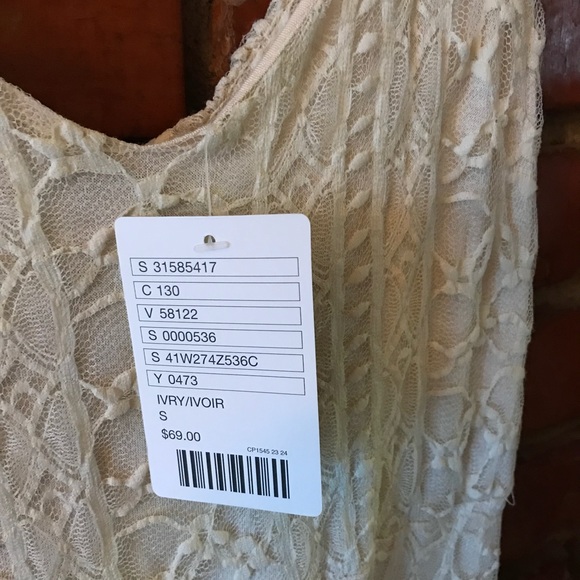 S 31585417
C 130
V 58122
S 0000536
S 41W274Z536C
Y 0473
IVRY/IVOIR
S
$69.00
CP1545 23 24